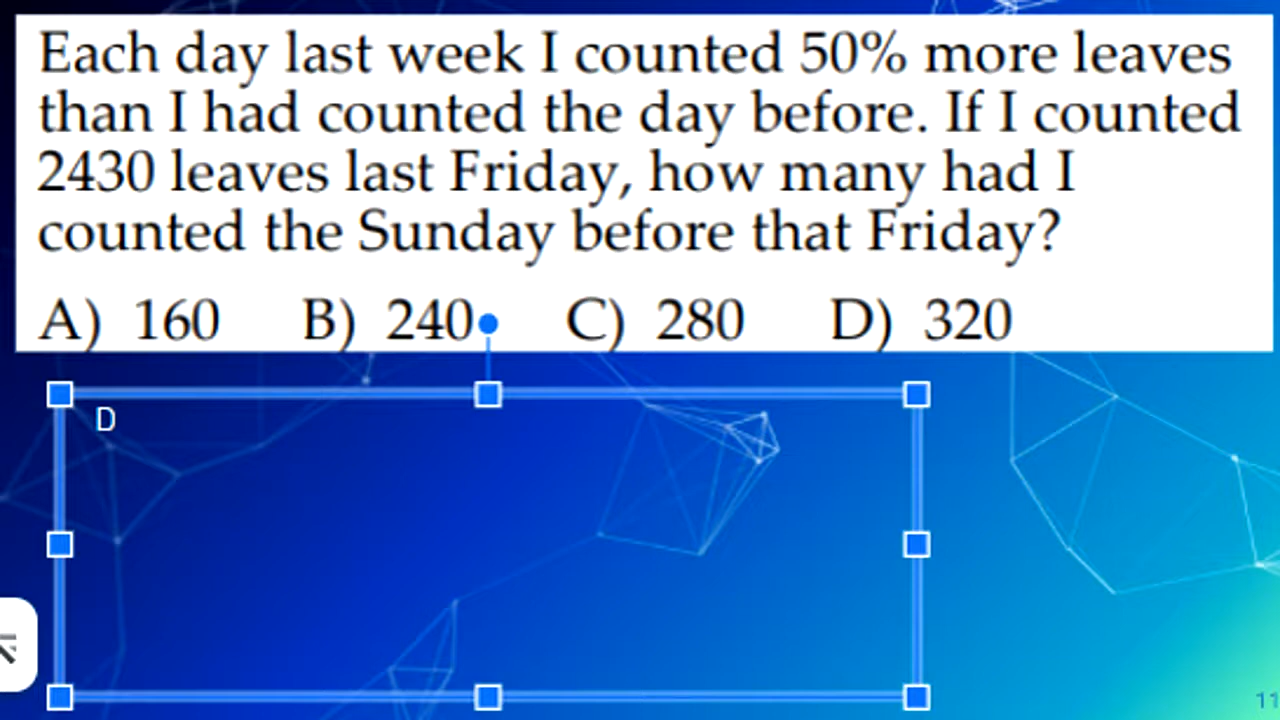 Each day last week I counted 50% more leaves
than I had counted the day before. If I counted
2430 leaves last Friday, how many had I
counted the Sunday before that Friday?
A) 160 B) 240 C) 280 D) 320
D
11